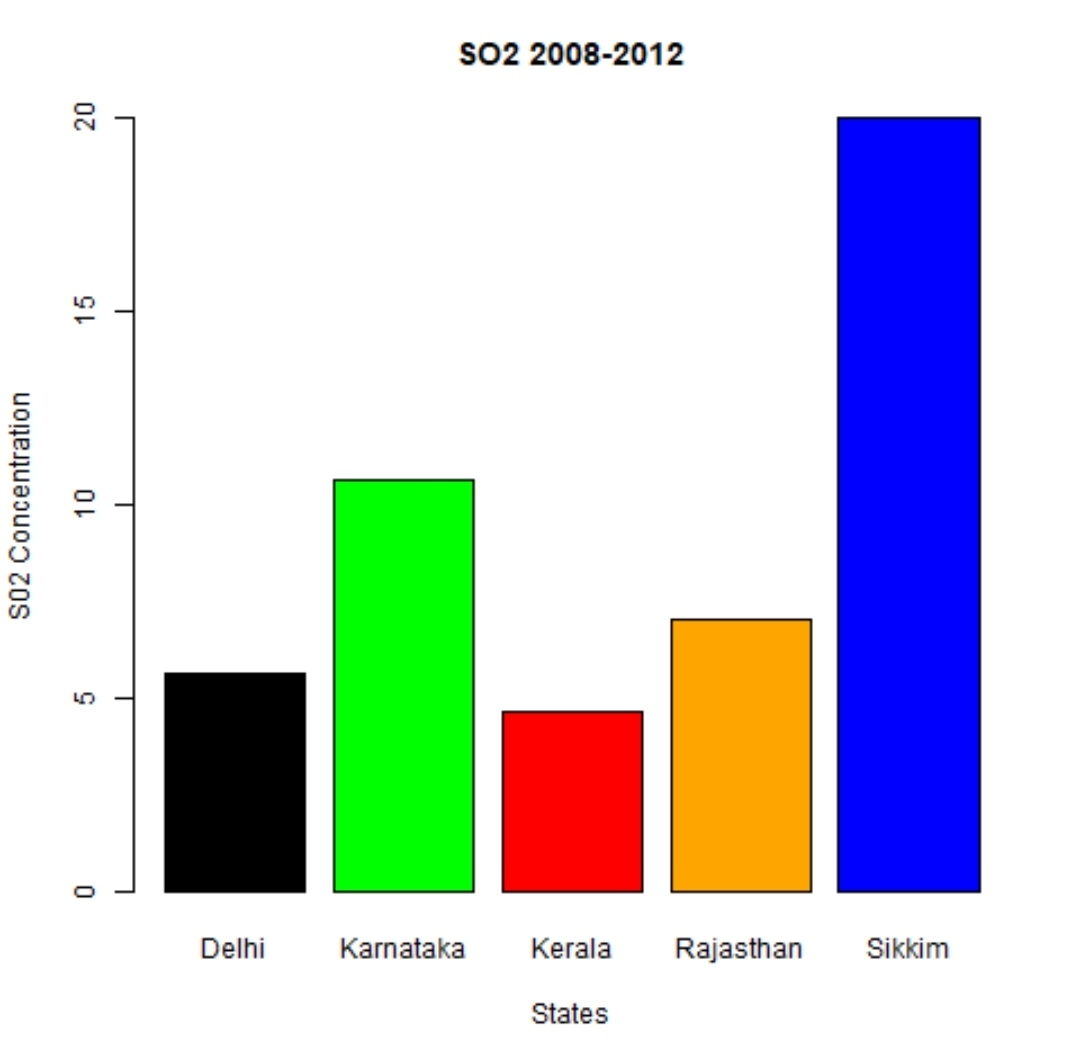 SO2 2008-2012
20
15
10
5
0
S02 Concentration
Delhi Karnataka Kerala Rajasthan Sikkim
States